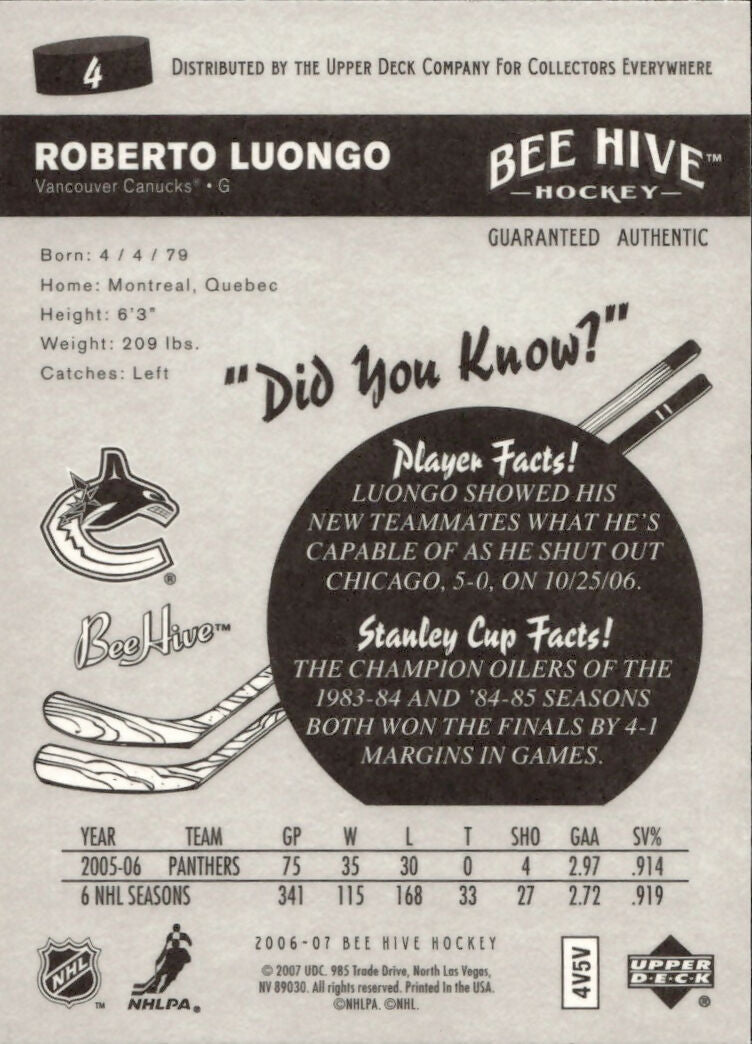 4
DISTRIBUTED BY THE UPPER DECK COMPANY FOR COLLECTORS EVERYWHERE
ROBERTO LUONGO
Vancouver Canucks® • G
BEE HIVE™
HOCKEY
GUARANTEED AUTHENTIC
Born: 4 / 4 / 79
Home: Montreal, Quebec
Height: 6'3"
Weight: 209 lbs.
Catches: Left
"Did You Know?"
Player Facts!
LUONGO SHOWED HIS
NEW TEAMMATES WHAT HE'S
CAPABLE OF AS HE SHUT OUT
CHICAGO, 5-0, ON 10/25/06.
Stanley Cup Facts!
THE CHAMPION OILERS OF THE
1983-84 AND '84-85 SEASONS
BOTH WON THE FINALS BY 4-1
MARGINS IN GAMES.
®
BeeHive™
YEAR TEAM GP W L T SHO GAA SV%
2005-06 PANTHERS 75 35 30 0 4 2.97 .914
6 NHL SEASONS 341 115 168 33 27 2.72 .919
2006-07 BEE HIVE HOCKEY
© 2007 UDC. 985 Trade Drive, North Las Vegas,
NV 89030. All rights reserved. Printed in the USA.
©NHLPA. ©NHL.
NHL™
NHLPA®
4V5V
UPPER
DECK®